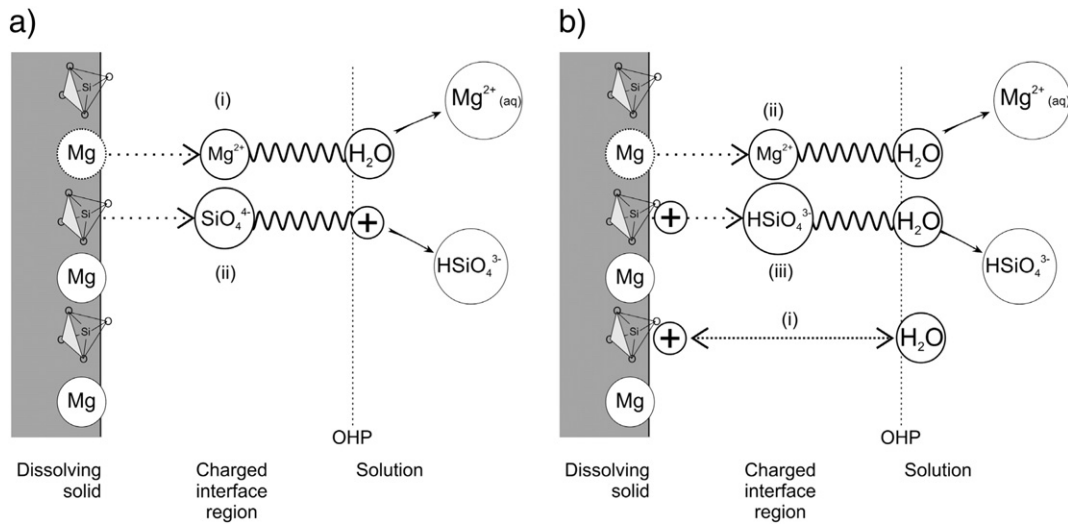 a)
Si
(i)
Mg²⁺ (aq)
Mg
Mg²⁺
H₂O
Si
SiO₄⁴⁻
+
(ii)
HSiO₄³⁻
Mg
Si
Mg
OHP
Dissolving
solid
Charged
interface
region
Solution
b)
Si
(ii)
Mg²⁺ (aq)
Mg
Mg²⁺
H₂O
Si
+
HSiO₄³⁻
H₂O
(iii)
HSiO₄³⁻
Mg
(i)
Si
+
H₂O
Mg
OHP
Dissolving
solid
Charged
interface
region
Solution